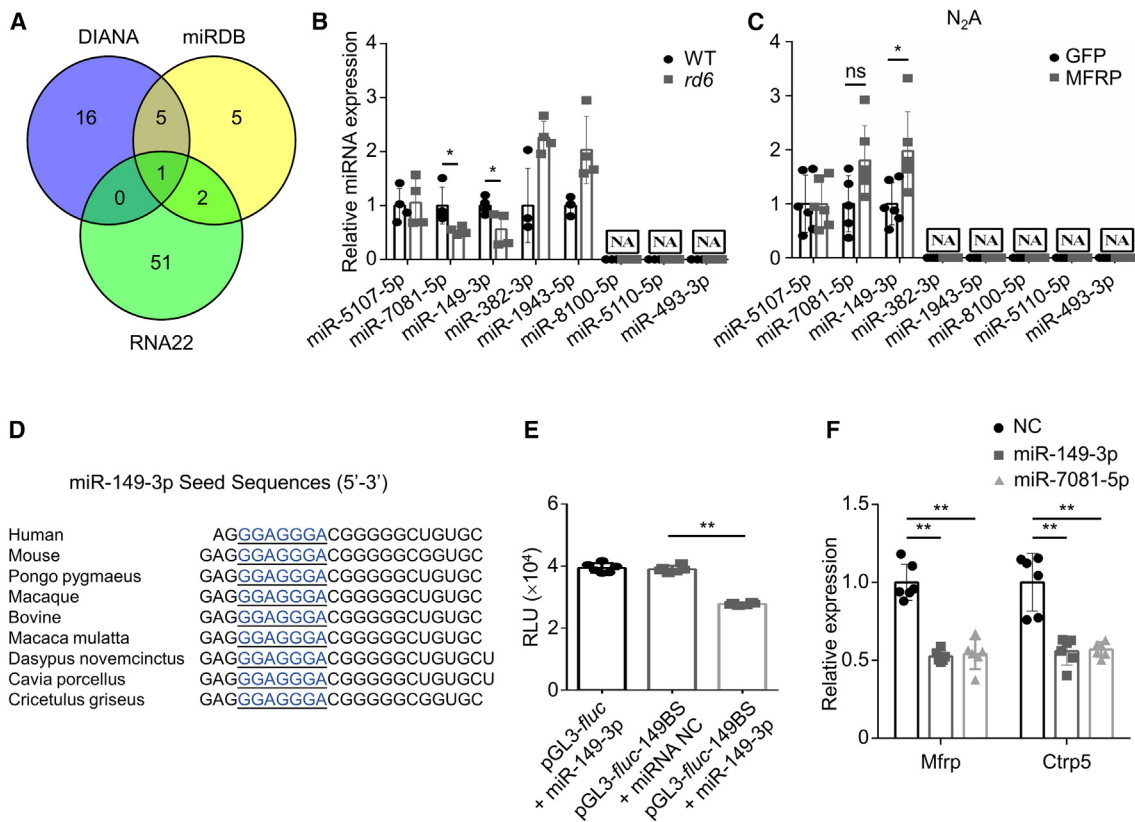 A
DIANA
miRDB
16
5
5
1
0
2
51
RNA22
B
Relative miRNA expression
4
3
2
1
0
WT
rd6
*
*
NA
NA
NA
miR-5107-5p
miR-7081-5p
miR-149-3p
miR-382-3p
miR-1943-5p
miR-8100-5p
miR-5110-5p
miR-493-3p
C
N2A
4
3
2
1
0
GFP
MFRP
ns
*
NA
NA
NA
NA
NA
miR-5107-5p
miR-7081-5p
miR-149-3p
miR-382-3p
miR-1943-5p
miR-8100-5p
miR-5110-5p
miR-493-3p
D
miR-149-3p Seed Sequences (5'-3')
Human AGGGAGGGACGGGGGCUGUGC
Mouse GAGGGAGGGACGGGGGCGGUGC
Pongo pygmaeus GAGGGAGGGACGGGGGCUGUGC
Macaque GAGGGAGGGACGGGGGCUGUGC
Bovine GAGGGAGGGACGGGGGCUGUGC
Macaca mulatta GAGGGAGGGACGGGGGCUGUGC
Dasypus novemcinctus GAGGGAGGGACGGGGGCUGUGCU
Cavia porcellus GAGGGAGGGACGGGGGCUGUGCU
Cricetulus griseus GAGGGAGGGACGGGGGCGGUGC
E
RLU (×10⁴)
6
4
2
0
**
pGL3-fluc
+ miR-149-3p
pGL3-fluc-149BS
+ miRNA NC
pGL3-fluc-149BS
+ miR-149-3p
F
NC
miR-149-3p
miR-7081-5p
Relative expression
1.5
1.0
0.5
0.0
**
**
**
**
Mfrp
Ctrp5